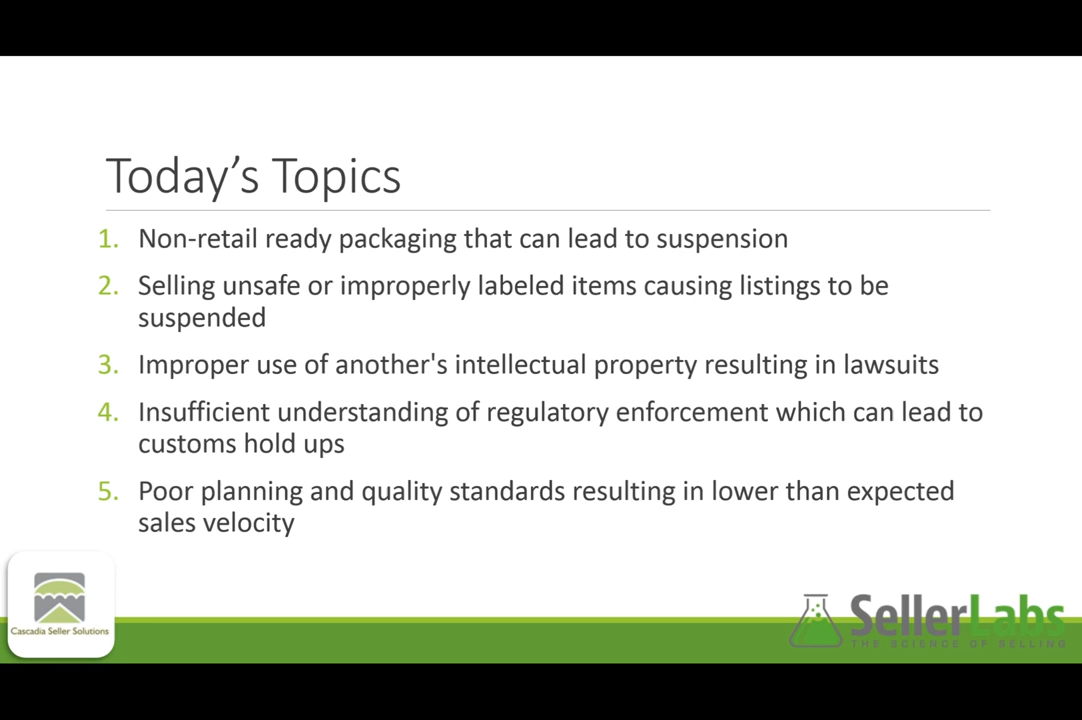 Today’s Topics
1. Non-retail ready packaging that can lead to suspension
2. Selling unsafe or improperly labeled items causing listings to be
suspended
3. Improper use of another's intellectual property resulting in lawsuits
4. Insufficient understanding of regulatory enforcement which can lead to
customs hold ups
5. Poor planning and quality standards resulting in lower than expected
sales velocity
Cascadia Seller Solutions
SellerLabs
THE SCIENCE OF SELLING